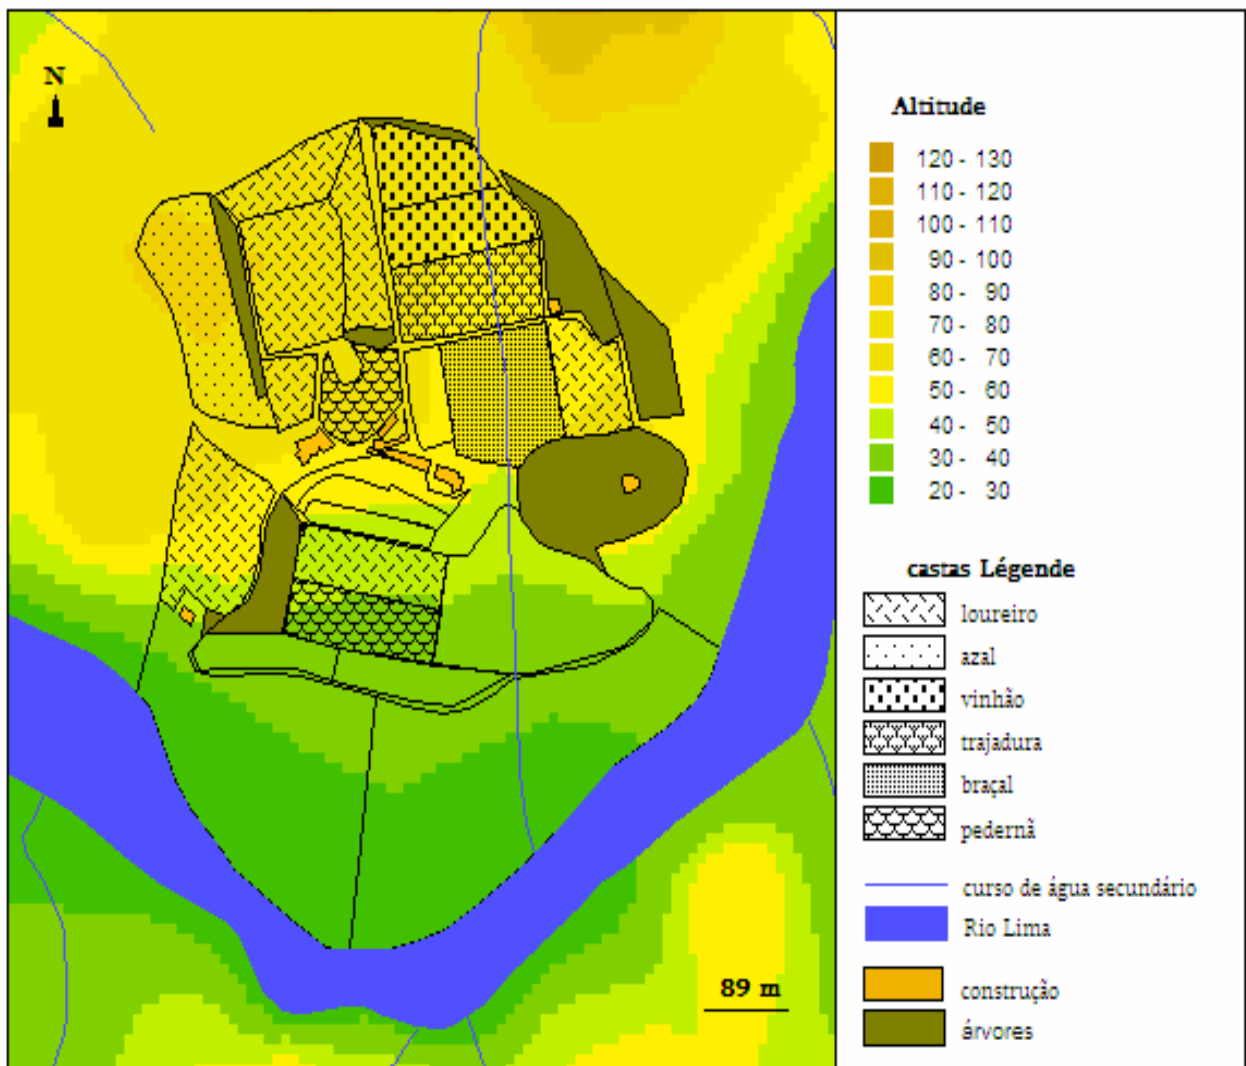 N
Altitude
120 - 130
110 - 120
100 - 110
90 - 100
80 - 90
70 - 80
60 - 70
50 - 60
40 - 50
30 - 40
20 - 30
castas Légende
loureiro
azal
vinhão
trajadura
braçal
pedernã
curso de água secundário
Rio Lima
construção
árvores
89 m